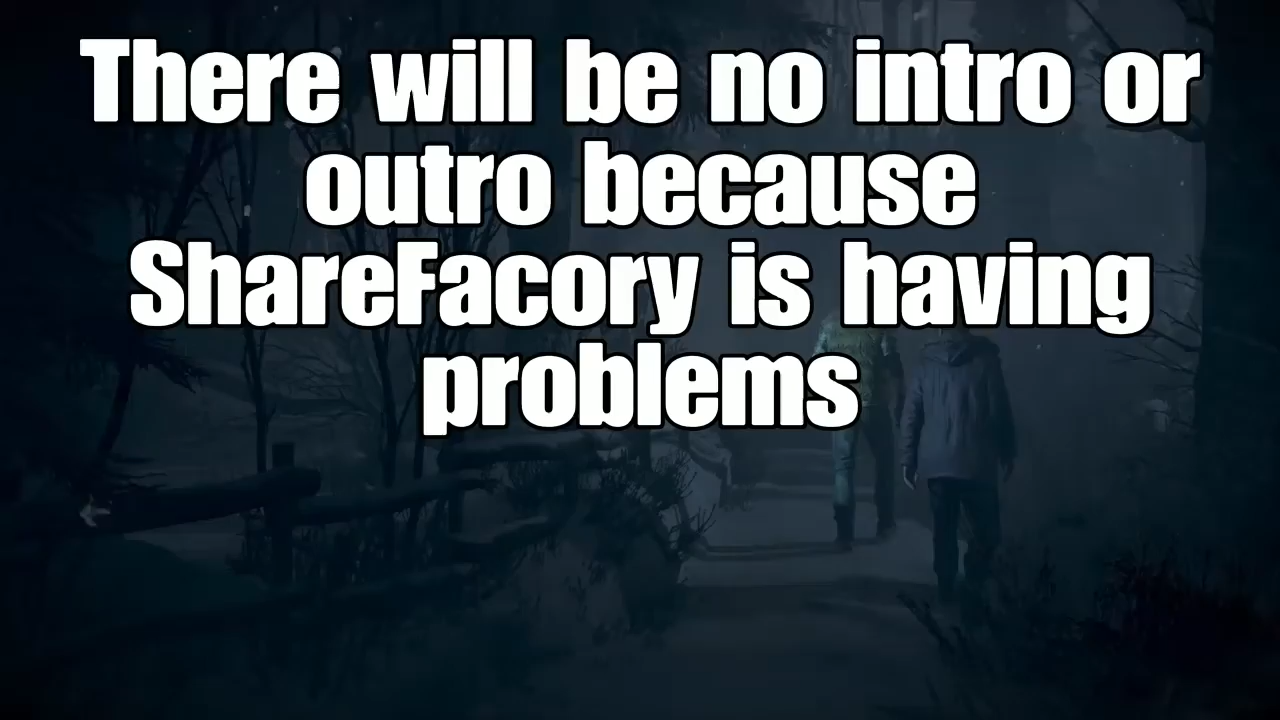 There will be no intro or
outro because
ShareFacory is having
problems